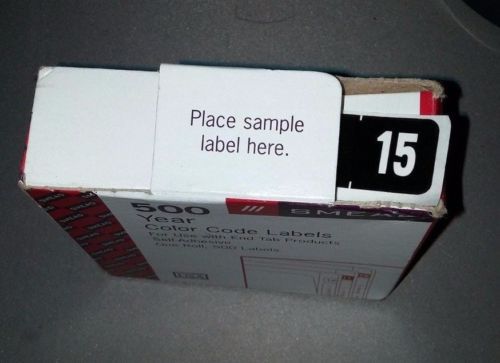 Place sample
label here.
15
500
SMEAD
Year
Color Code Labels
For Use with End Tab Products
Self-Adhesive
One Roll, 500 Labels
USA